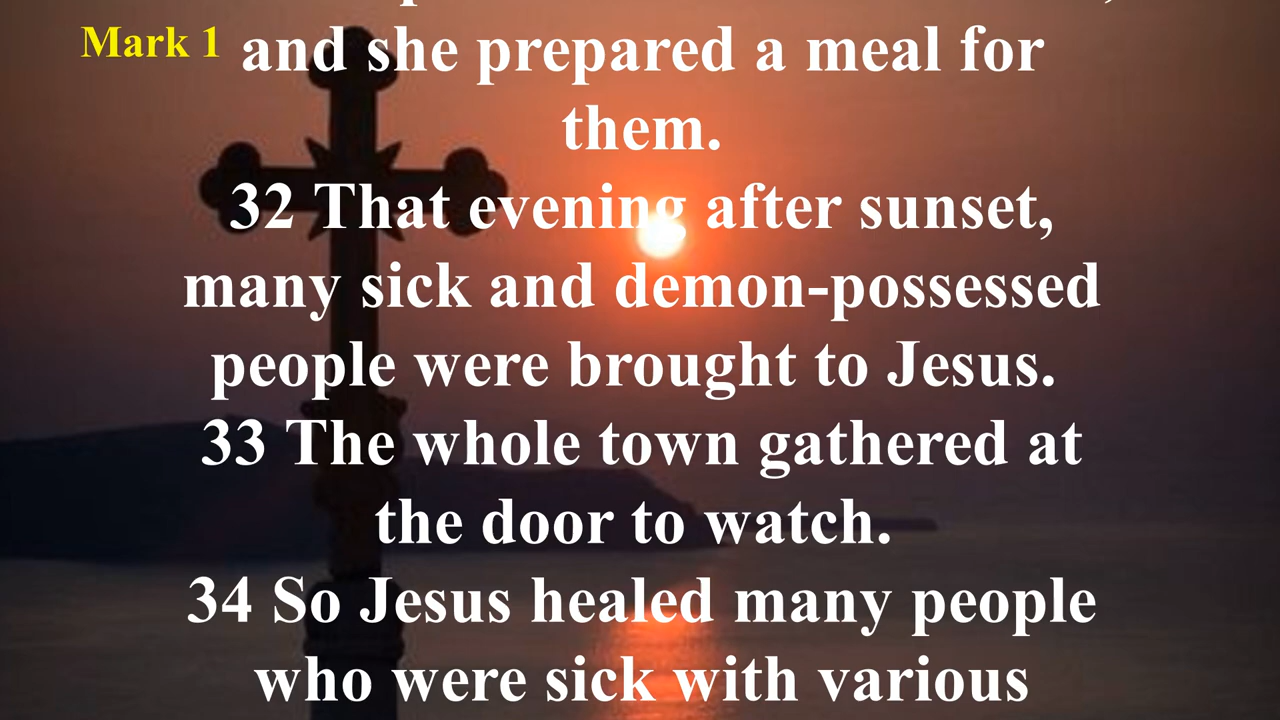 Mark 1
and she prepared a meal for
them.
32 That evening after sunset,
many sick and demon-possessed
people were brought to Jesus.
33 The whole town gathered at
the door to watch.
34 So Jesus healed many people
who were sick with various